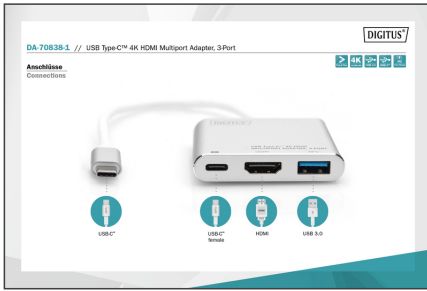 DIGITUS®
DA-70838-1 // USB Type-C™ 4K HDMI Multiport Adapter, 3-Port
Anschlüsse
Connections
4K
DIGITUS
USB-C™
USB-C™
female
HDMI
USB 3.0